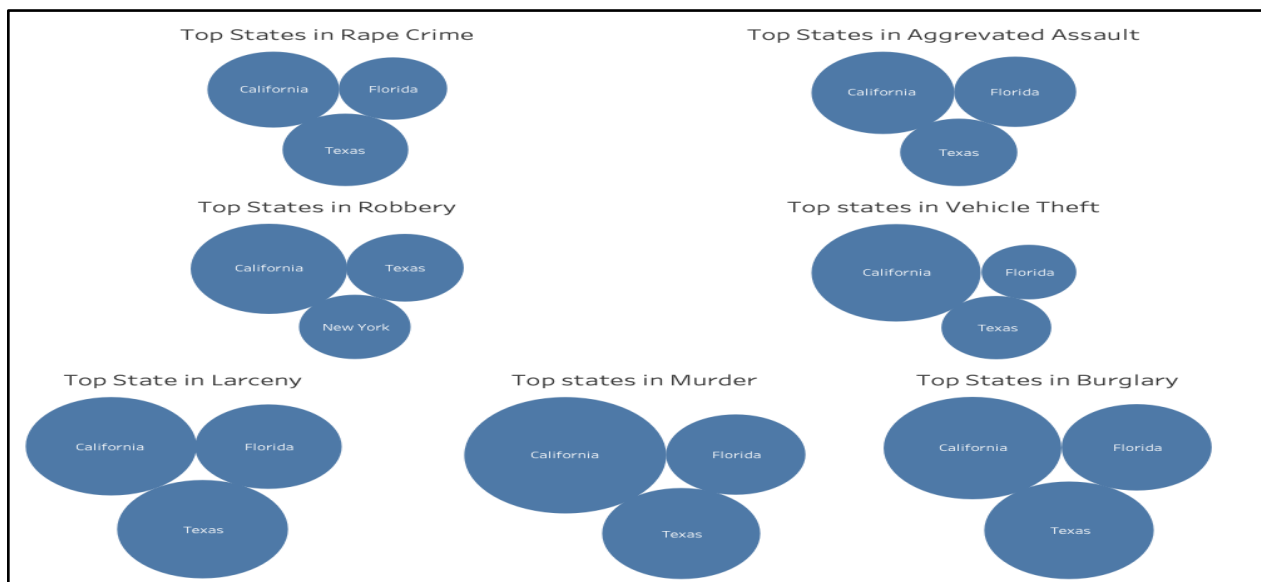 Top States in Rape Crime
California
Florida
Texas
Top States in Aggrevated Assault
California
Florida
Texas
Top States in Robbery
California
Texas
New York
Top states in Vehicle Theft
California
Florida
Texas
Top State in Larceny
California
Florida
Texas
Top states in Murder
California
Florida
Texas
Top States in Burglary
California
Florida
Texas